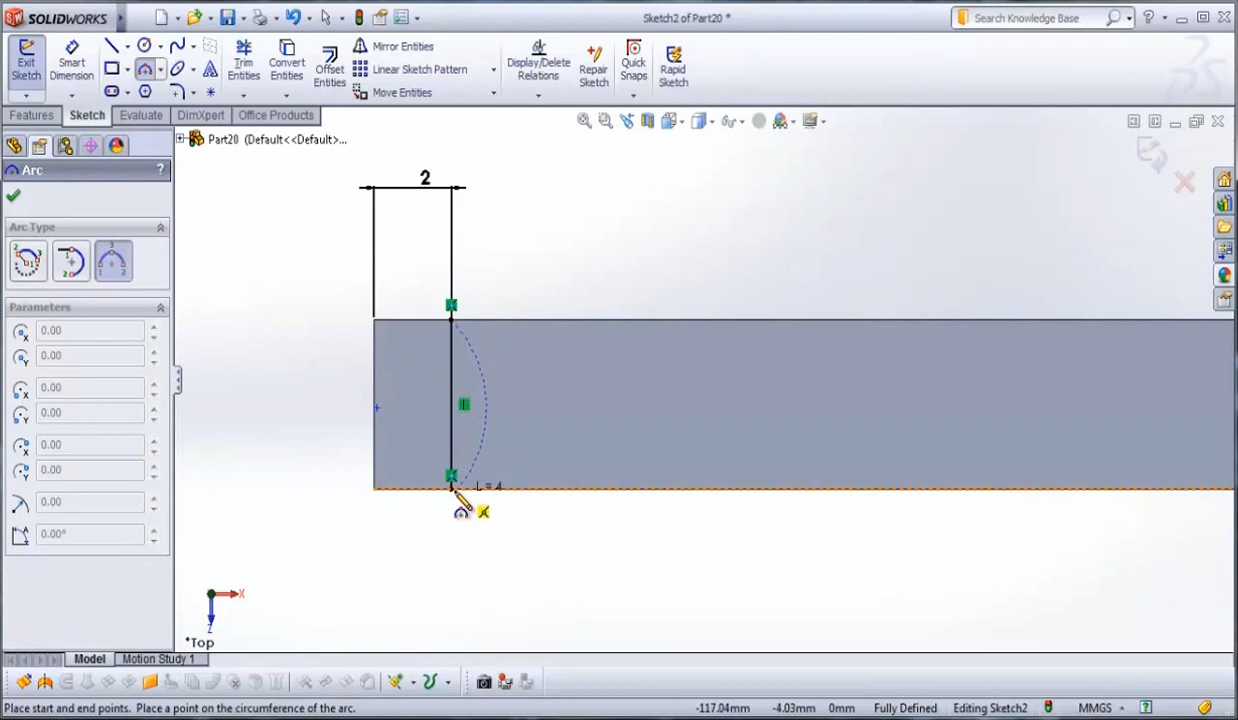 SOLIDWORKS
Sketch2 of Part20 *
Search Knowledge Base
?
Exit Sketch
Smart Dimension
Trim Entities
Convert Entities
Offset Entities
Mirror Entities
Linear Sketch Pattern
Move Entities
Display/Delete Relations
Repair Sketch
Quick Snaps
Rapid Sketch
Features
Sketch
Evaluate
DimXpert
Office Products
Part20 (Default<<Default>...
Arc
?
Arc Type
Parameters
0.00
0.00
0.00
0.00
0.00
0.00
0.00
0.00°
2
L = 4
X
Z
*Top
Model
Motion Study 1
Place start and end points. Place a point on the circumference of the arc.
-117.04mm
-4.03mm
0mm
Fully Defined
Editing Sketch2
MMGS
?